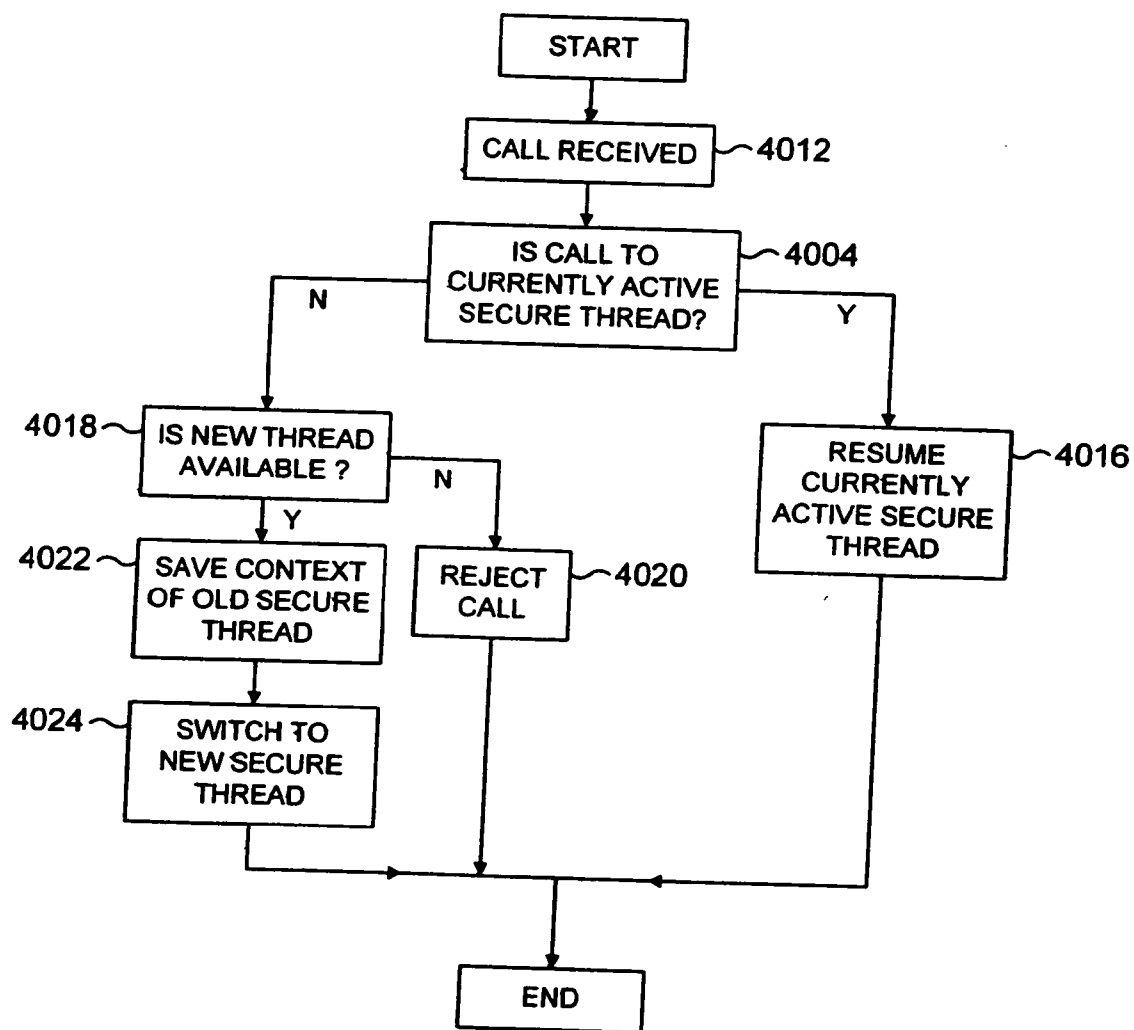 START
CALL RECEIVED
4012
IS CALL TO
CURRENTLY ACTIVE
SECURE THREAD?
4004
N
Y
4018
IS NEW THREAD
AVAILABLE ?
N
Y
RESUME
CURRENTLY
ACTIVE SECURE
THREAD
4016
4022
SAVE CONTEXT
OF OLD SECURE
THREAD
REJECT
CALL
4020
4024
SWITCH TO
NEW SECURE
THREAD
END